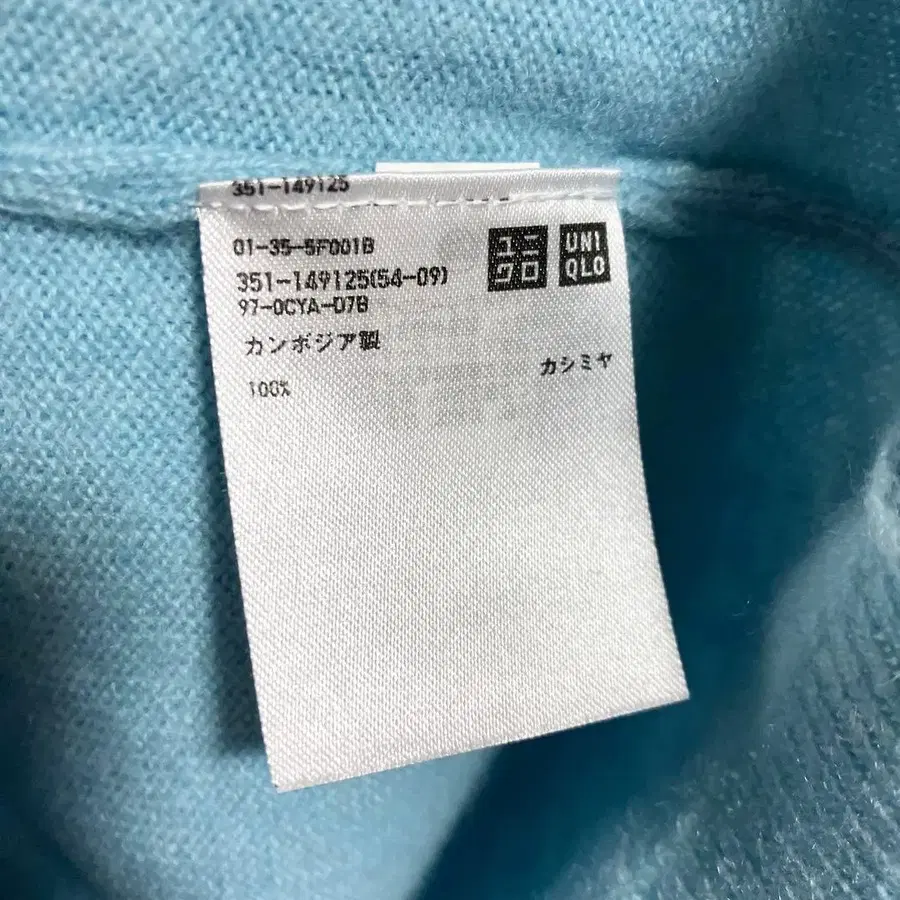 351-149125
01-35-5F001B
ユニ
クロ
UNI
QLO
351-149125(54-09)
97-0CYA-07B
カンボジア製
カシミヤ
100%